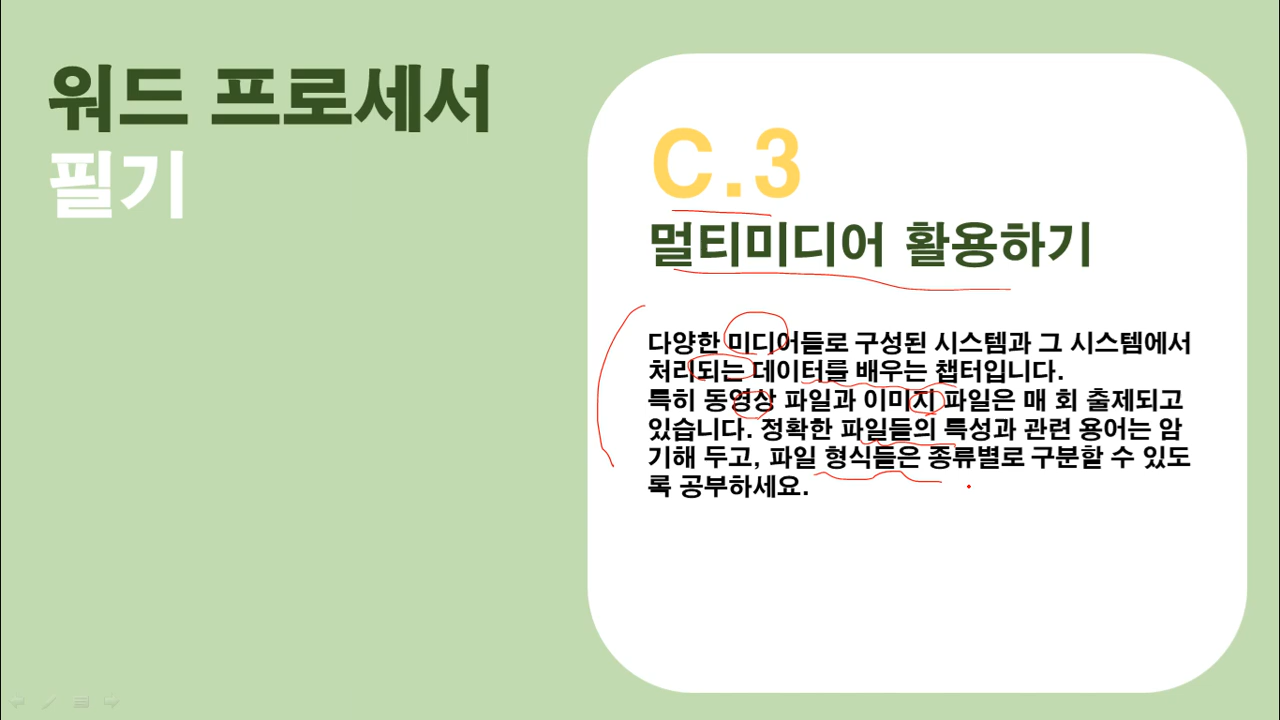 워드 프로세서
필기
C.3
멀티미디어 활용하기
다양한 미디어들로 구성된 시스템과 그 시스템에서
처리되는 데이터를 배우는 챕터입니다.
특히 동영상 파일과 이미지 파일은 매 회 출제되고
있습니다. 정확한 파일들의 특성과 관련 용어는 암
기해 두고, 파일 형식들은 종류별로 구분할 수 있도
록 공부하세요.